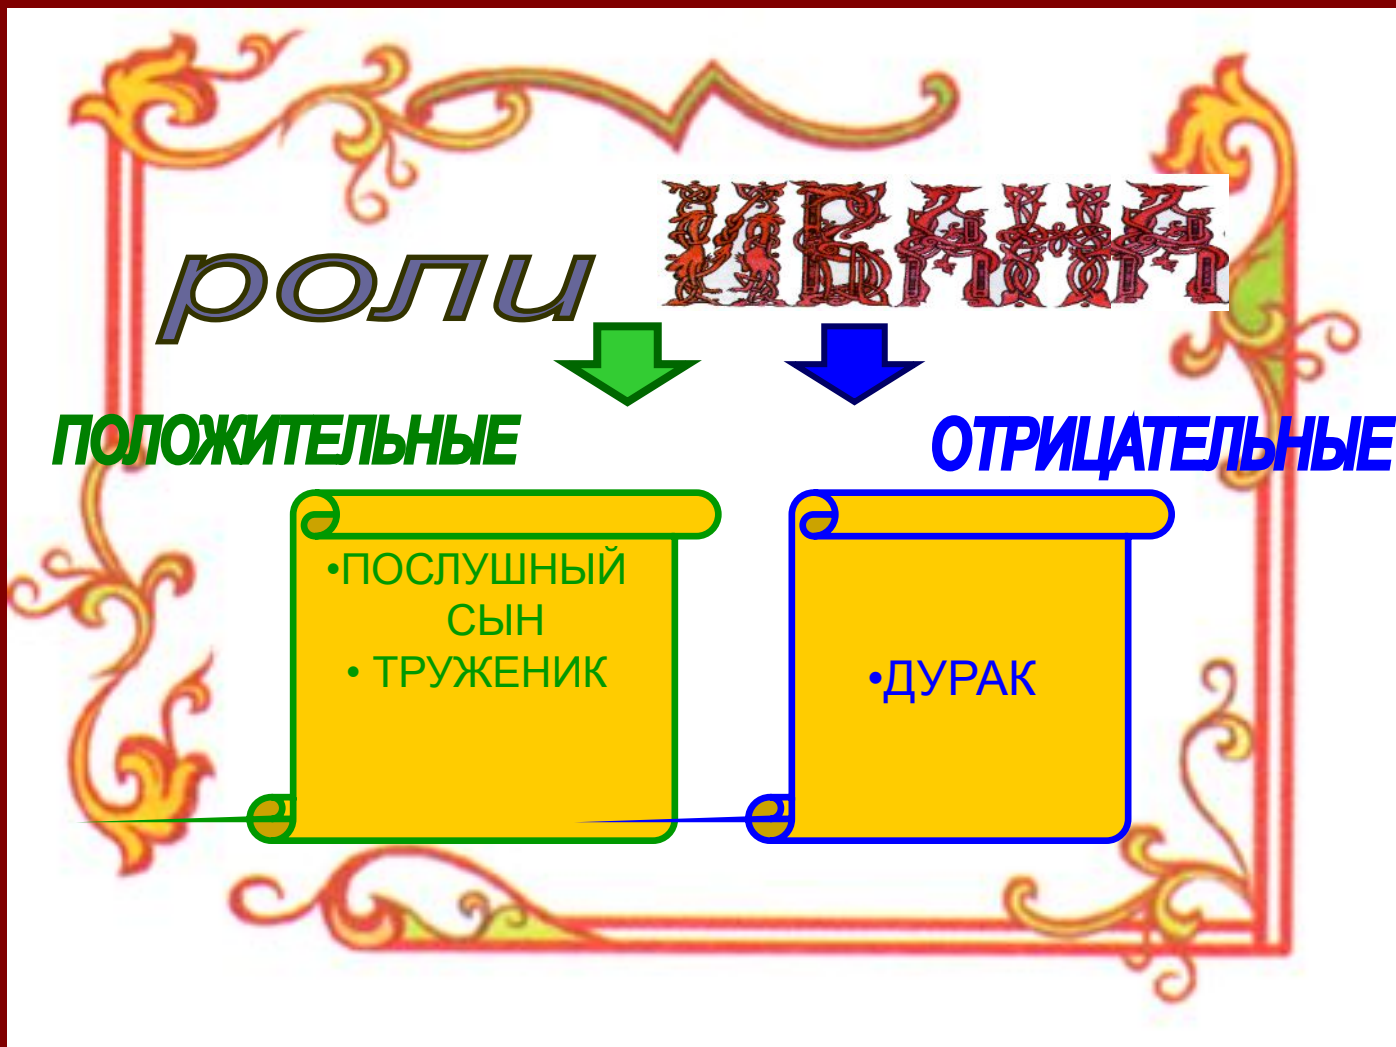 роли ИВАНА
ПОЛОЖИТЕЛЬНЫЕ
ОТРИЦАТЕЛЬНЫЕ
•ПОСЛУШНЫЙ
СЫН
• ТРУЖЕНИК
•ДУРАК